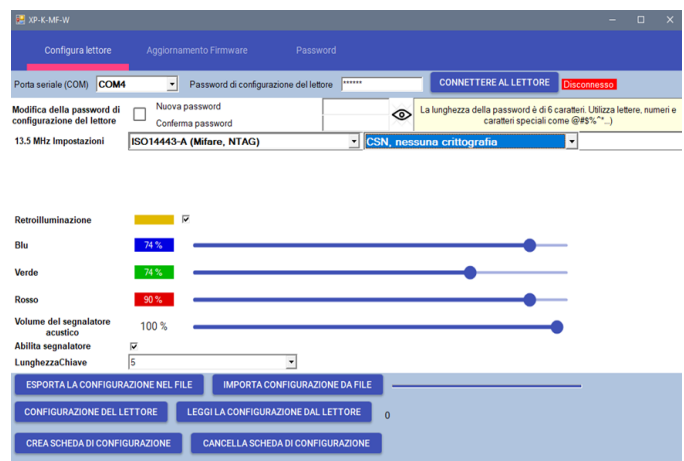 XP-K-MF-W
Configura lettore Aggiornamento Firmware Password
Porta seriale (COM) COM4 Password di configurazione del lettore ****** CONNETTERE AL LETTORE Disconnesso
Modifica della password di configurazione del lettore
Nuova password
Conferma password
La lunghezza della password è di 6 caratteri. Utilizza lettere, numeri e
caratteri speciali come @#$%^*...)
13.5 MHz Impostazioni ISO14443-A (Mifare, NTAG) CSN, nessuna crittografia
Retroilluminazione
Blu 74 %
Verde 74 %
Rosso 90 %
Volume del segnalatore
acustico
100 %
Abilita segnalatore
LunghezzaChiave 5
ESPORTA LA CONFIGURAZIONE NEL FILE IMPORTA CONFIGURAZIONE DA FILE
CONFIGURAZIONE DEL LETTORE LEGGI LA CONFIGURAZIONE DAL LETTORE 0
CREA SCHEDA DI CONFIGURAZIONE CANCELLA SCHEDA DI CONFIGURAZIONE